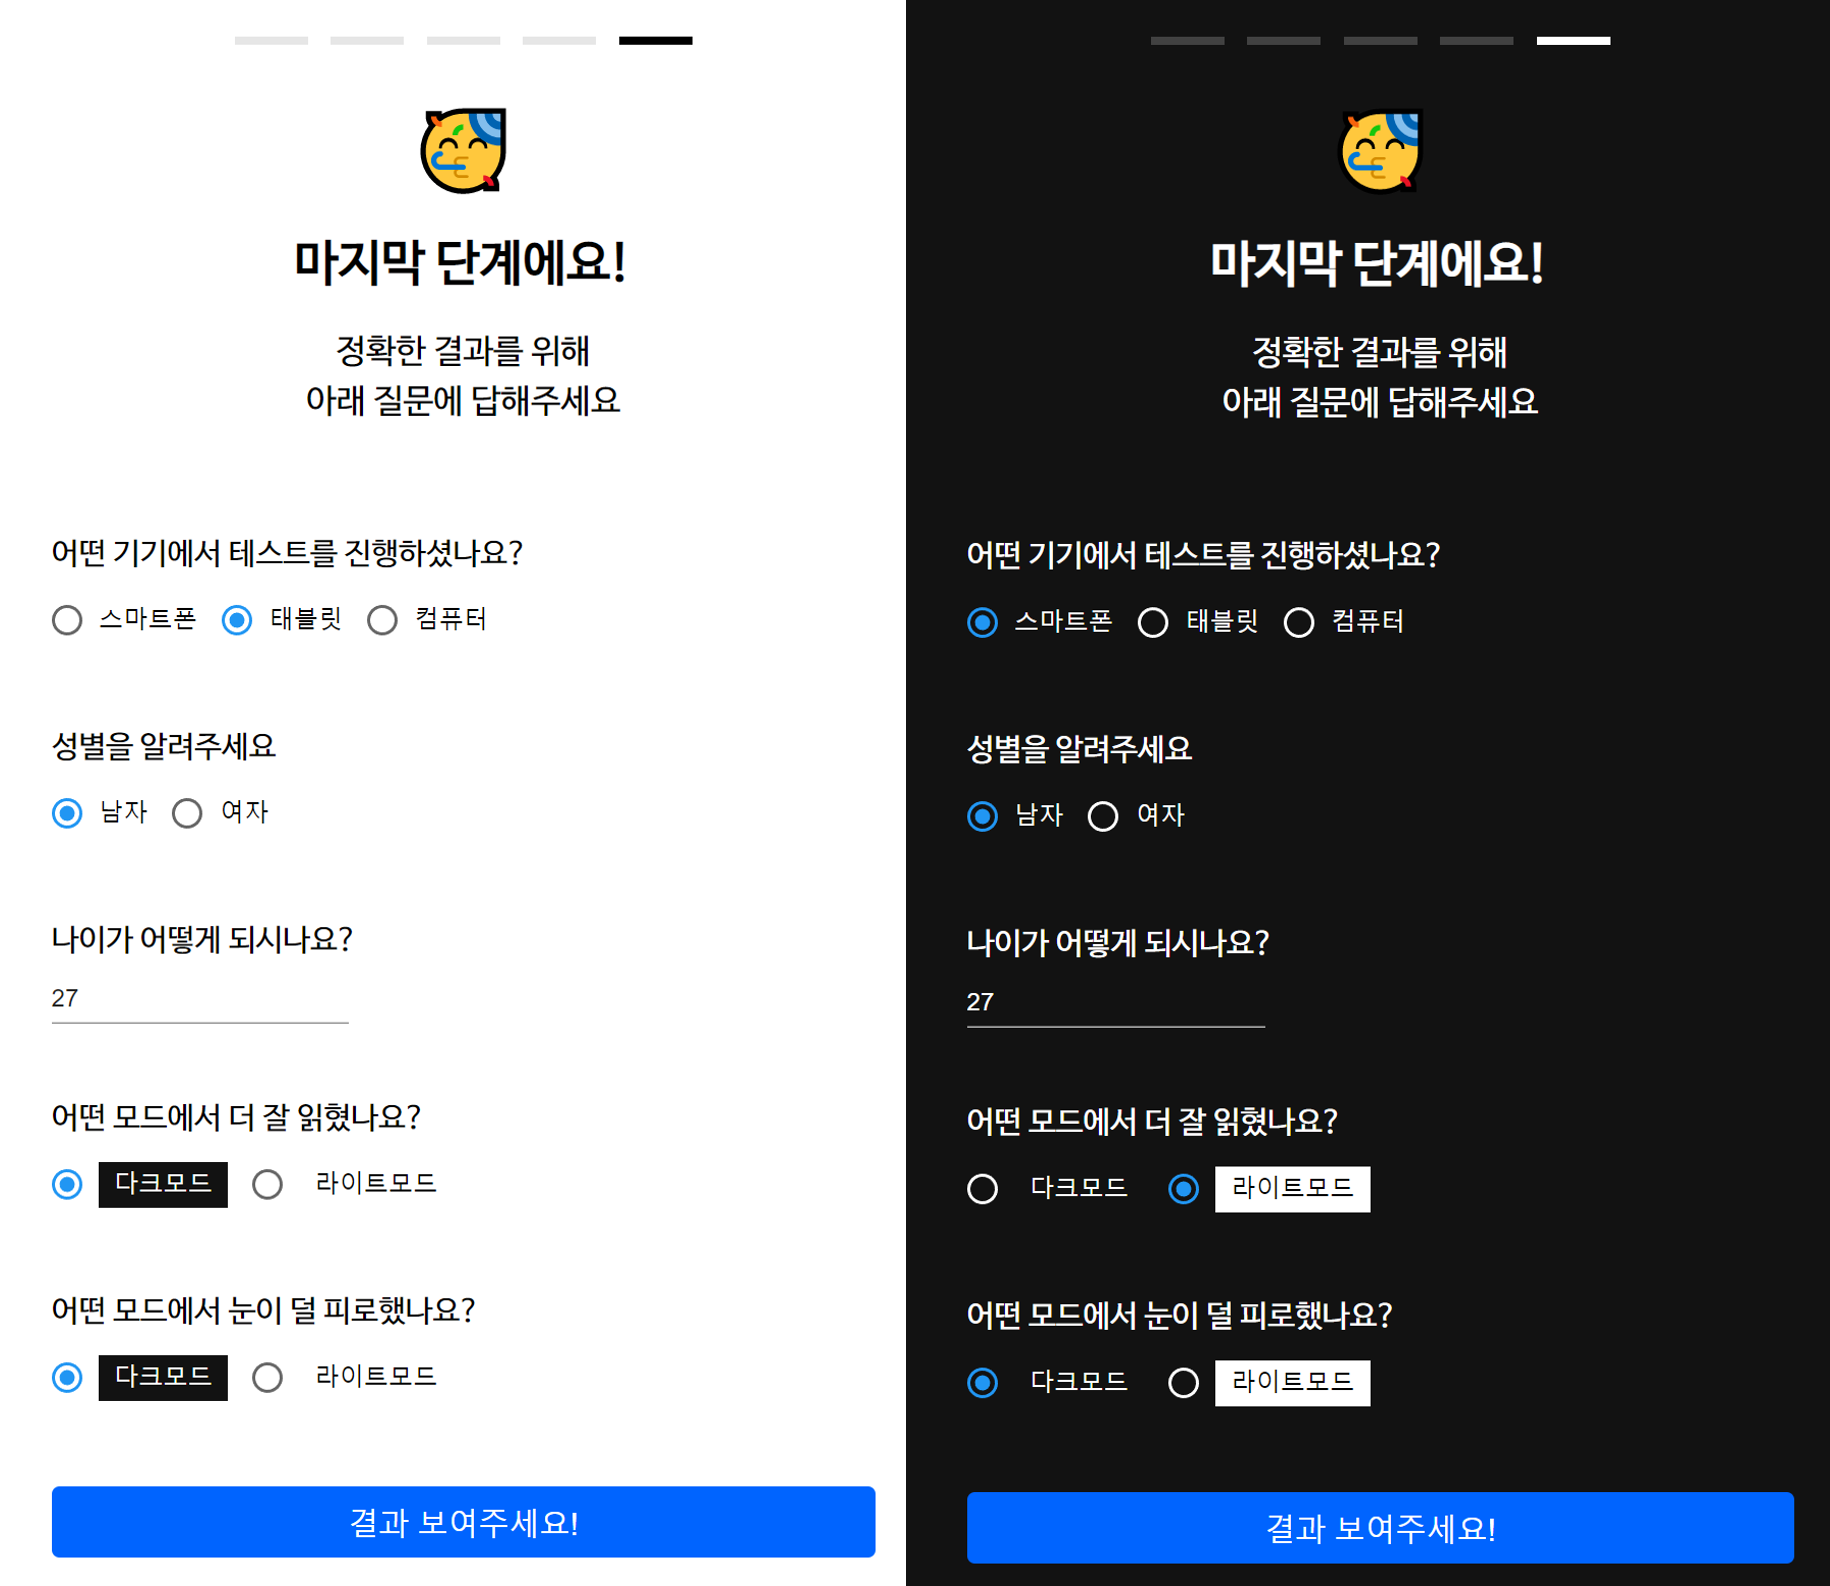 마지막 단계에요!
정확한 결과를 위해
아래 질문에 답해주세요
어떤 기기에서 테스트를 진행하셨나요?
스마트폰 태블릿 컴퓨터
성별을 알려주세요
남자 여자
나이가 어떻게 되시나요?
27
어떤 모드에서 더 잘 읽혔나요?
다크모드 라이트모드
어떤 모드에서 눈이 덜 피로했나요?
다크모드 라이트모드
결과 보여주세요!
마지막 단계에요!
정확한 결과를 위해
아래 질문에 답해주세요
어떤 기기에서 테스트를 진행하셨나요?
스마트폰 태블릿 컴퓨터
성별을 알려주세요
남자 여자
나이가 어떻게 되시나요?
27
어떤 모드에서 더 잘 읽혔나요?
다크모드 라이트모드
어떤 모드에서 눈이 덜 피로했나요?
다크모드 라이트모드
결과 보여주세요!